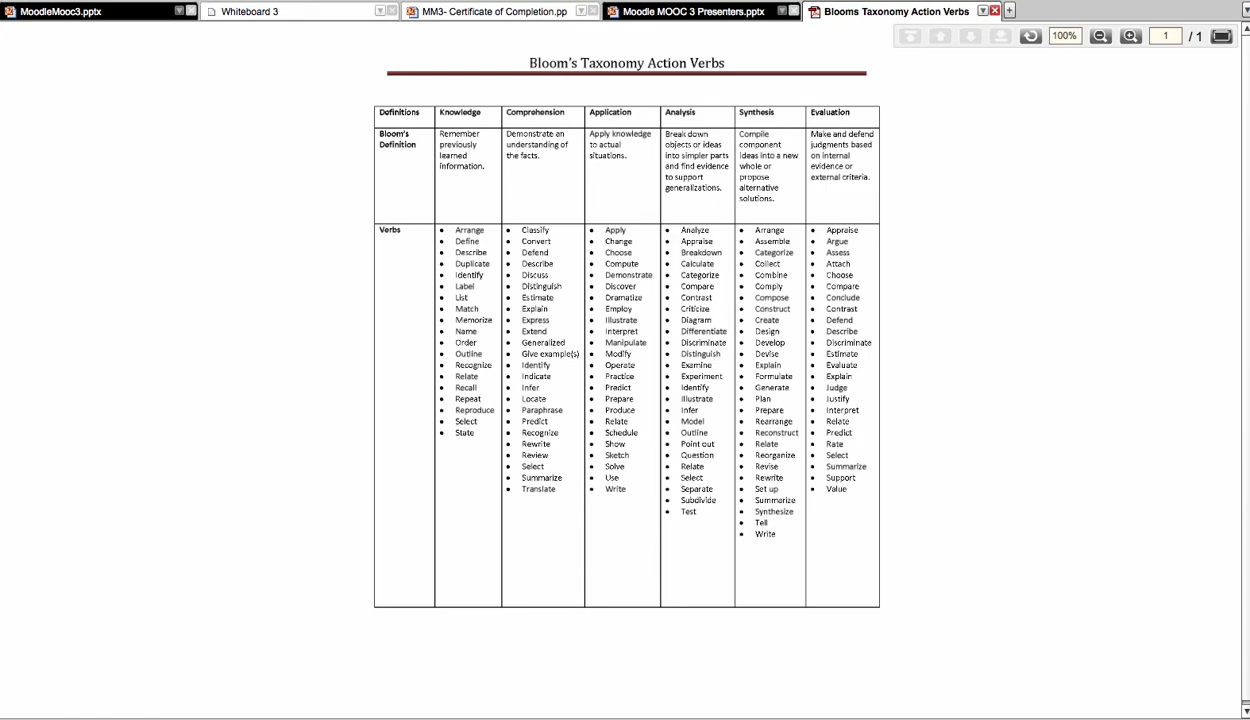 MoodleMooc3.pptx
Whiteboard 3
MM3- Certificate of Completion.pp
Moodle MOOC 3 Presenters.pptx
Blooms Taxonomy Action Verbs
100%
1 / 1
Bloom's Taxonomy Action Verbs
Definitions
Knowledge
Comprehension
Application
Analysis
Synthesis
Evaluation
Bloom's
Definition
Remember
previously
learned
information.
Demonstrate an
understanding of
the facts.
Apply knowledge
to actual
situations.
Break down
objects or ideas
into simpler parts
and find evidence
to support
generalizations.
Compile
component
ideas into a new
whole or
propose
alternative
solutions.
Make and defend
judgments based
on internal
evidence or
external criteria.
Verbs
• Arrange
• Define
• Describe
• Duplicate
• Identify
• Label
• List
• Match
• Memorize
• Name
• Order
• Outline
• Recognize
• Relate
• Recall
• Repeat
• Reproduce
• Select
• State
• Classify
• Convert
• Defend
• Describe
• Discuss
• Distinguish
• Estimate
• Explain
• Express
• Extend
• Generalized
• Give example(s)
• Identify
• Indicate
• Infer
• Locate
• Paraphrase
• Predict
• Recognize
• Rewrite
• Review
• Select
• Summarize
• Translate
• Apply
• Change
• Choose
• Compute
• Demonstrate
• Discover
• Dramatize
• Employ
• Illustrate
• Interpret
• Manipulate
• Modify
• Operate
• Practice
• Predict
• Prepare
• Produce
• Relate
• Schedule
• Show
• Sketch
• Solve
• Use
• Write
• Analyze
• Appraise
• Breakdown
• Calculate
• Categorize
• Compare
• Contrast
• Criticize
• Diagram
• Differentiate
• Discriminate
• Distinguish
• Examine
• Experiment
• Identify
• Illustrate
• Infer
• Model
• Outline
• Point out
• Question
• Relate
• Select
• Separate
• Subdivide
• Test
• Arrange
• Assemble
• Categorize
• Collect
• Combine
• Comply
• Compose
• Construct
• Create
• Design
• Develop
• Devise
• Explain
• Formulate
• Generate
• Plan
• Prepare
• Rearrange
• Reconstruct
• Relate
• Reorganize
• Revise
• Rewrite
• Set up
• Summarize
• Synthesize
• Tell
• Write
• Appraise
• Argue
• Assess
• Attach
• Choose
• Compare
• Conclude
• Contrast
• Defend
• Describe
• Discriminate
• Estimate
• Evaluate
• Explain
• Judge
• Justify
• Interpret
• Relate
• Predict
• Rate
• Select
• Summarize
• Support
• Value